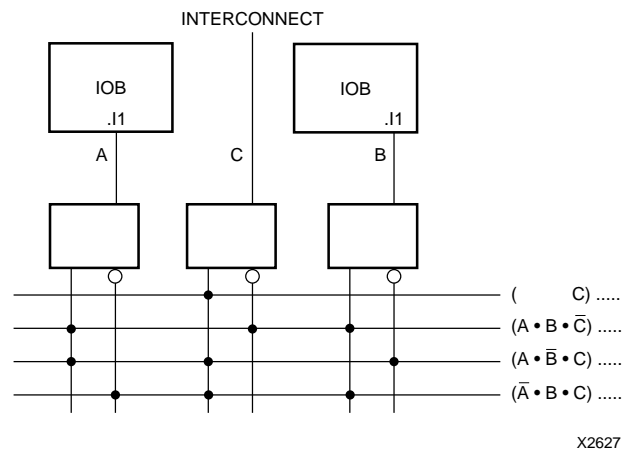 INTERCONNECT
IOB
.I1
IOB
.I1
A
C
B
( C) .....
(A • B • C̅) .....
(A • B̅ • C) .....
(A̅ • B • C) .....
X2627